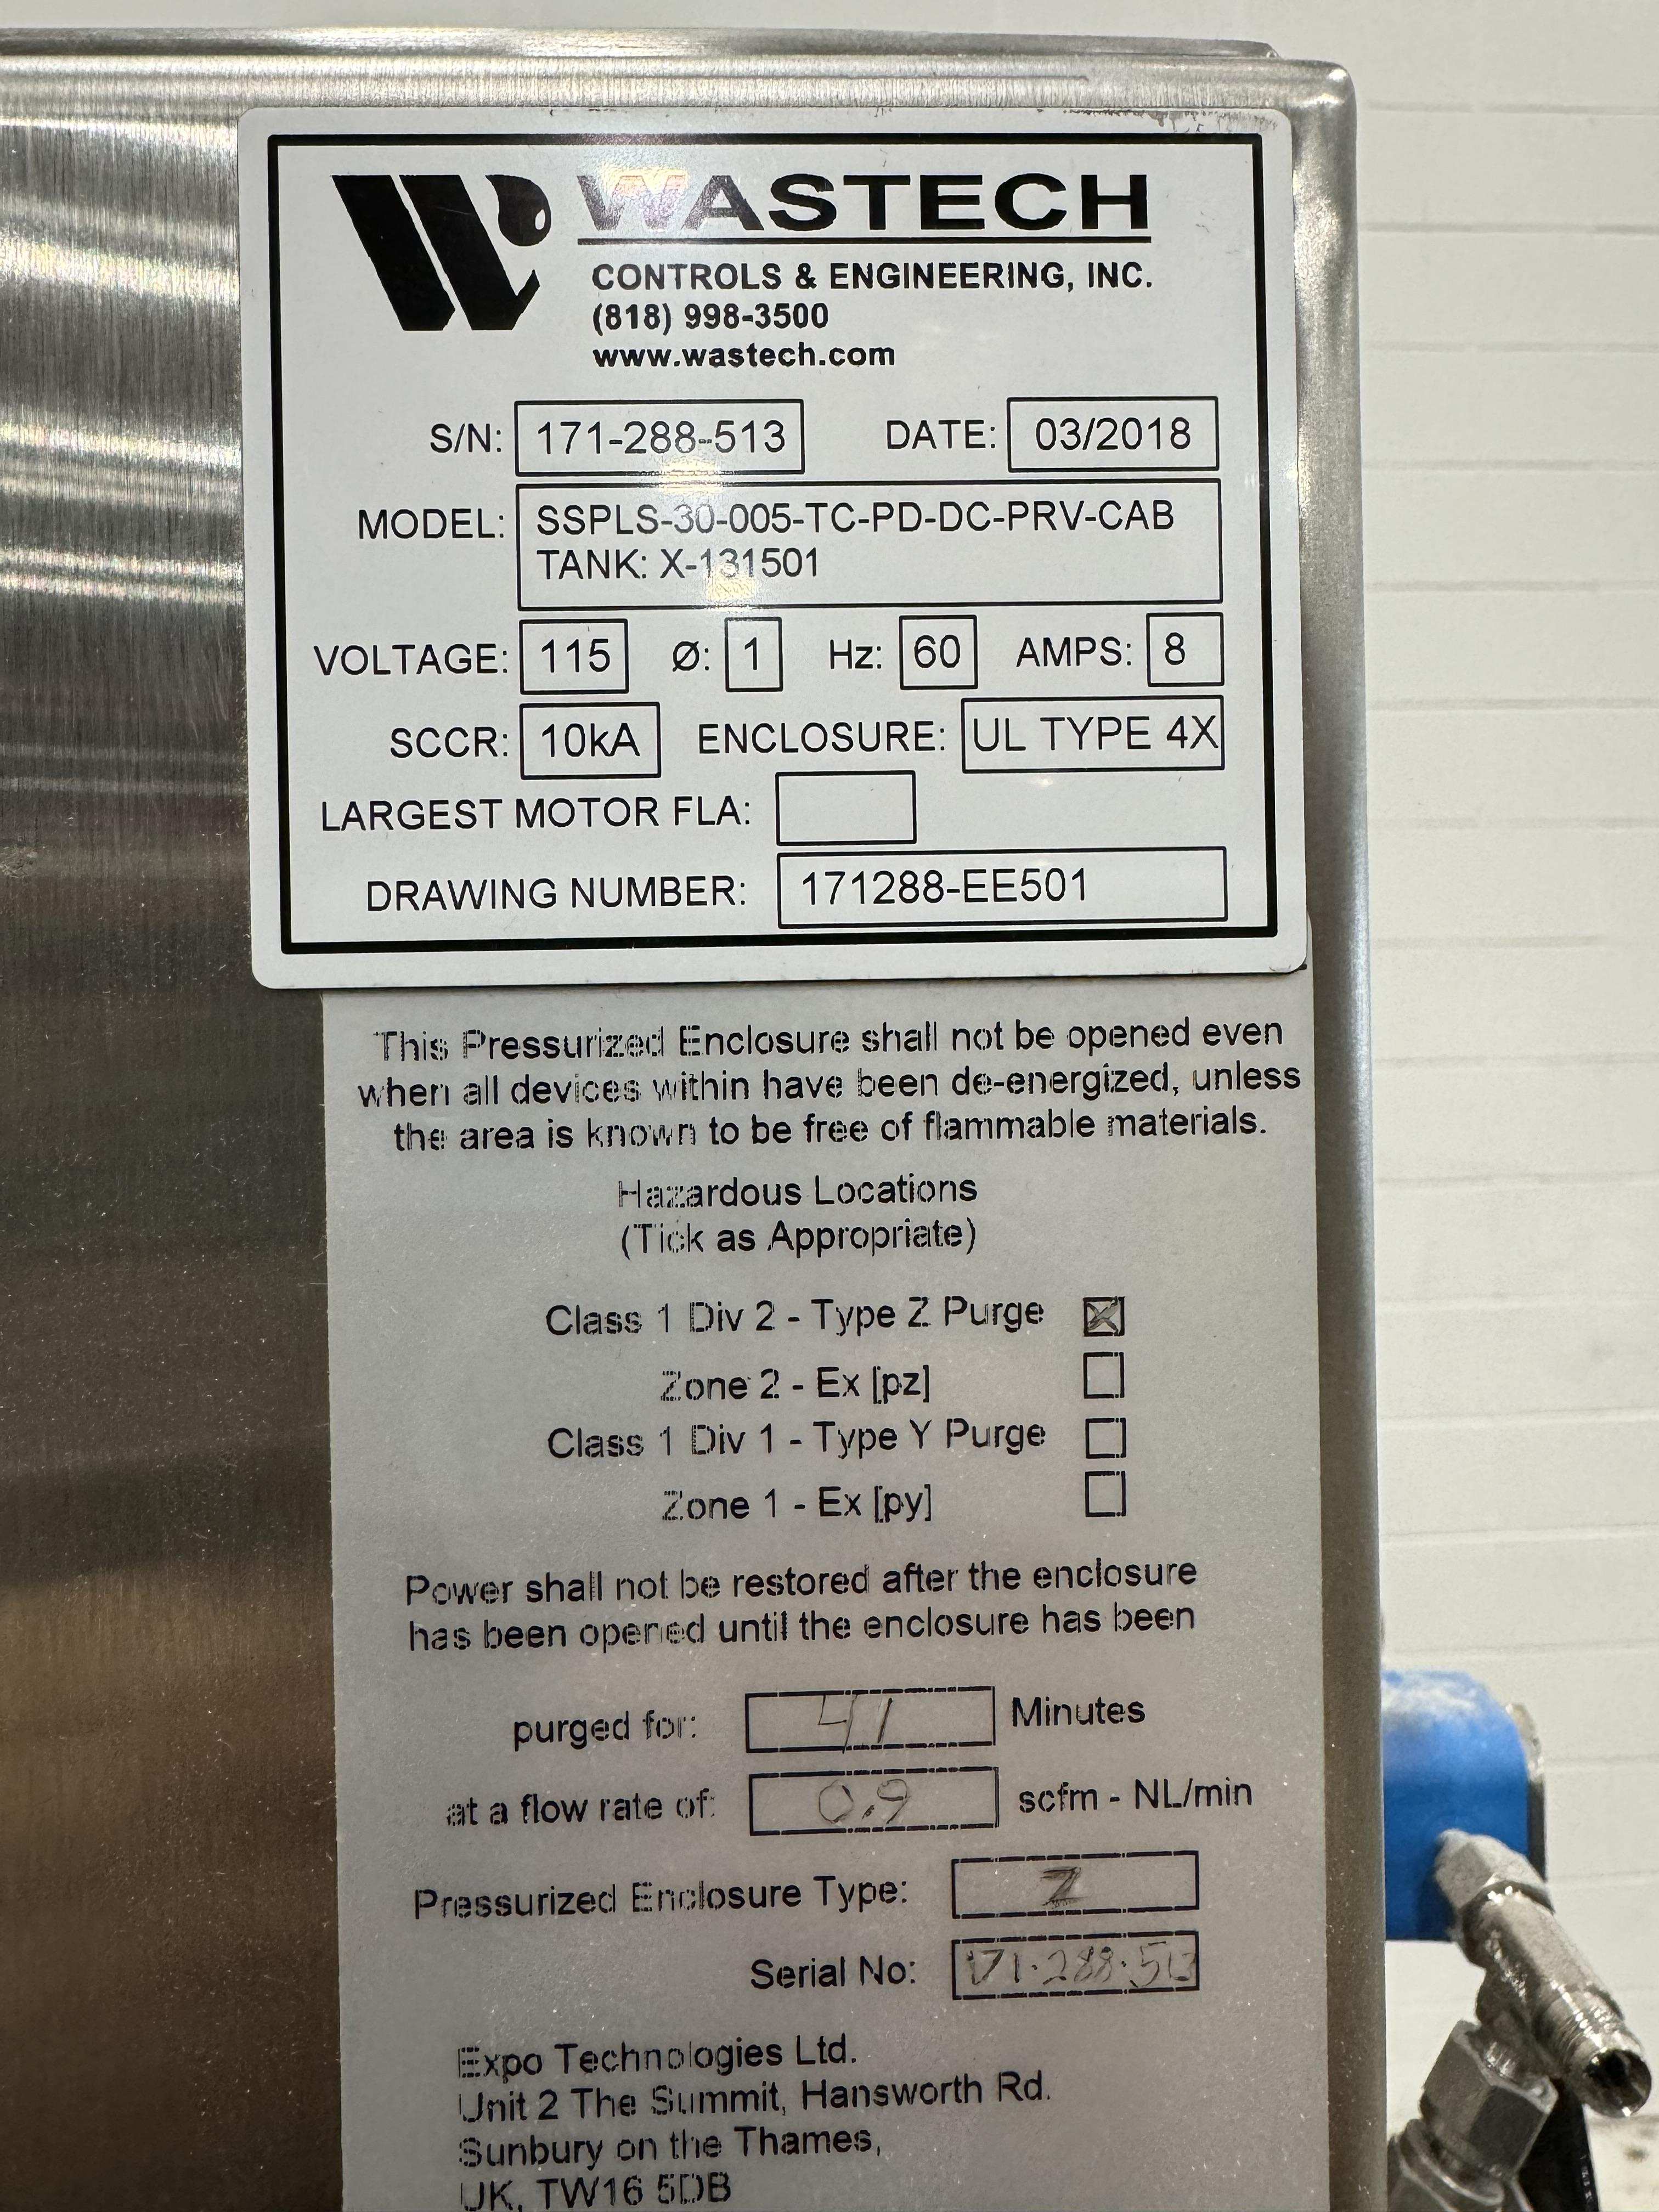 WASTECH
CONTROLS & ENGINEERING, INC.
(818) 998-3500
www.wastech.com
S/N: 171-288-513 DATE: 03/2018
MODEL: SSPLS-30-005-TC-PD-DC-PRV-CAB
TANK: X-131501
VOLTAGE: 115 Ø: 1 Hz: 60 AMPS: 8
SCCR: 10kA ENCLOSURE: UL TYPE 4X
LARGEST MOTOR FLA:
DRAWING NUMBER: 171288-EE501
This Pressurized Enclosure shall not be opened even
when all devices within have been de-energized, unless
the area is known to be free of flammable materials.
Hazardous Locations
(Tick as Appropriate)
Class 1 Div 2 - Type Z Purge
Zone 2 - Ex [pz]
Class 1 Div 1 - Type Y Purge
Zone 1 - Ex [py]
Power shall not be restored after the enclosure
has been opened until the enclosure has been
purged for: 41 Minutes
at a flow rate of: 0.9 scfm - NL/min
Pressurized Enclosure Type: Z
Serial No: 171-288-513
Expo Technologies Ltd.
Unit 2 The Summit, Hansworth Rd.
Sunbury on the Thames,
UK, TW16 5DB